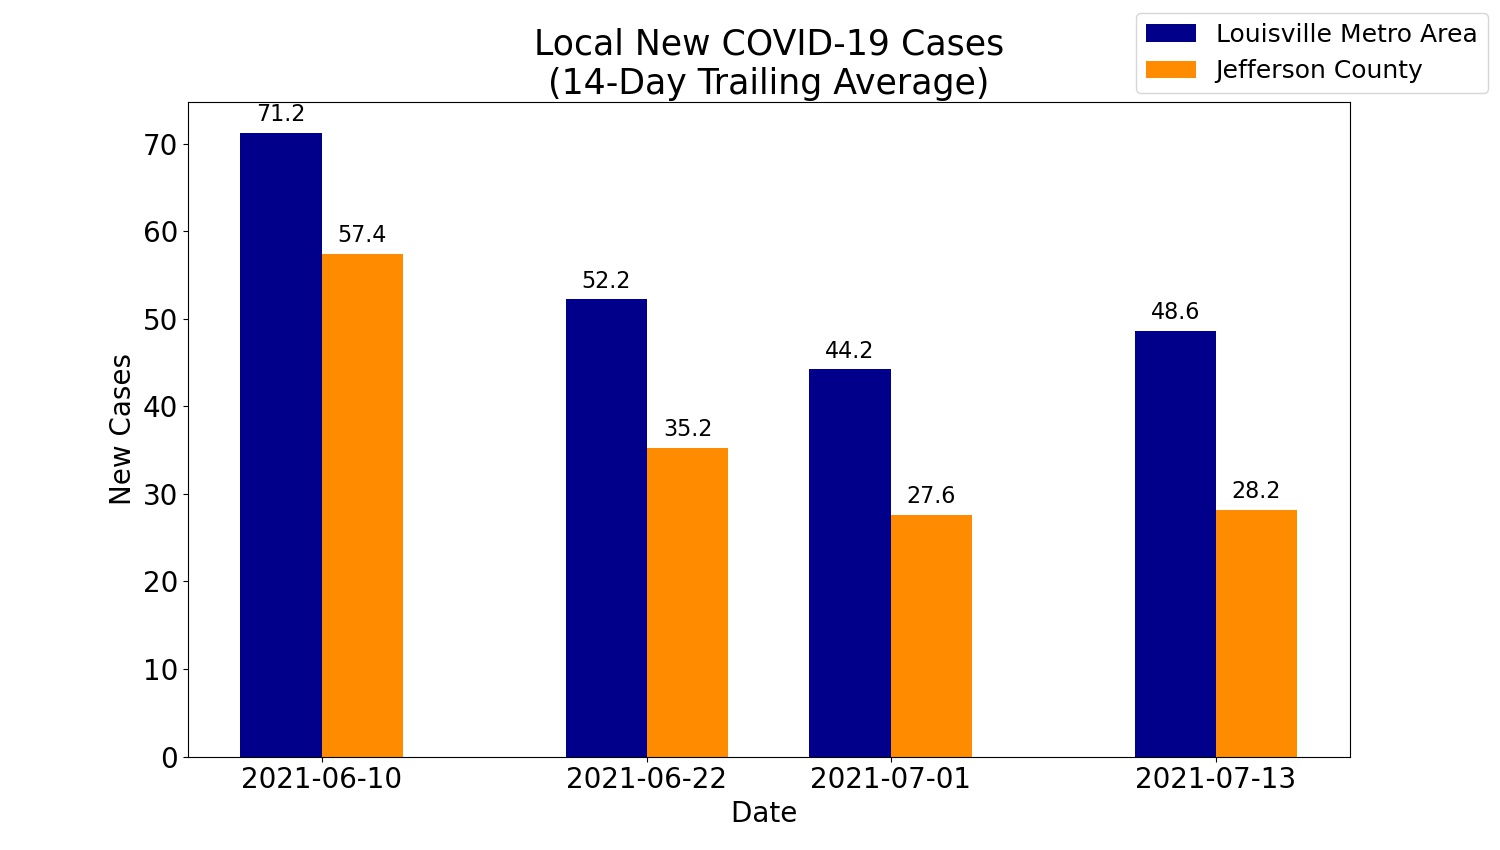 Local New COVID-19 Cases
(14-Day Trailing Average)
Louisville Metro Area
Jefferson County
71.2
57.4
52.2
35.2
44.2
27.6
48.6
28.2
70
60
50
40
30
20
10
0
New Cases
2021-06-10 2021-06-22 2021-07-01 2021-07-13
Date